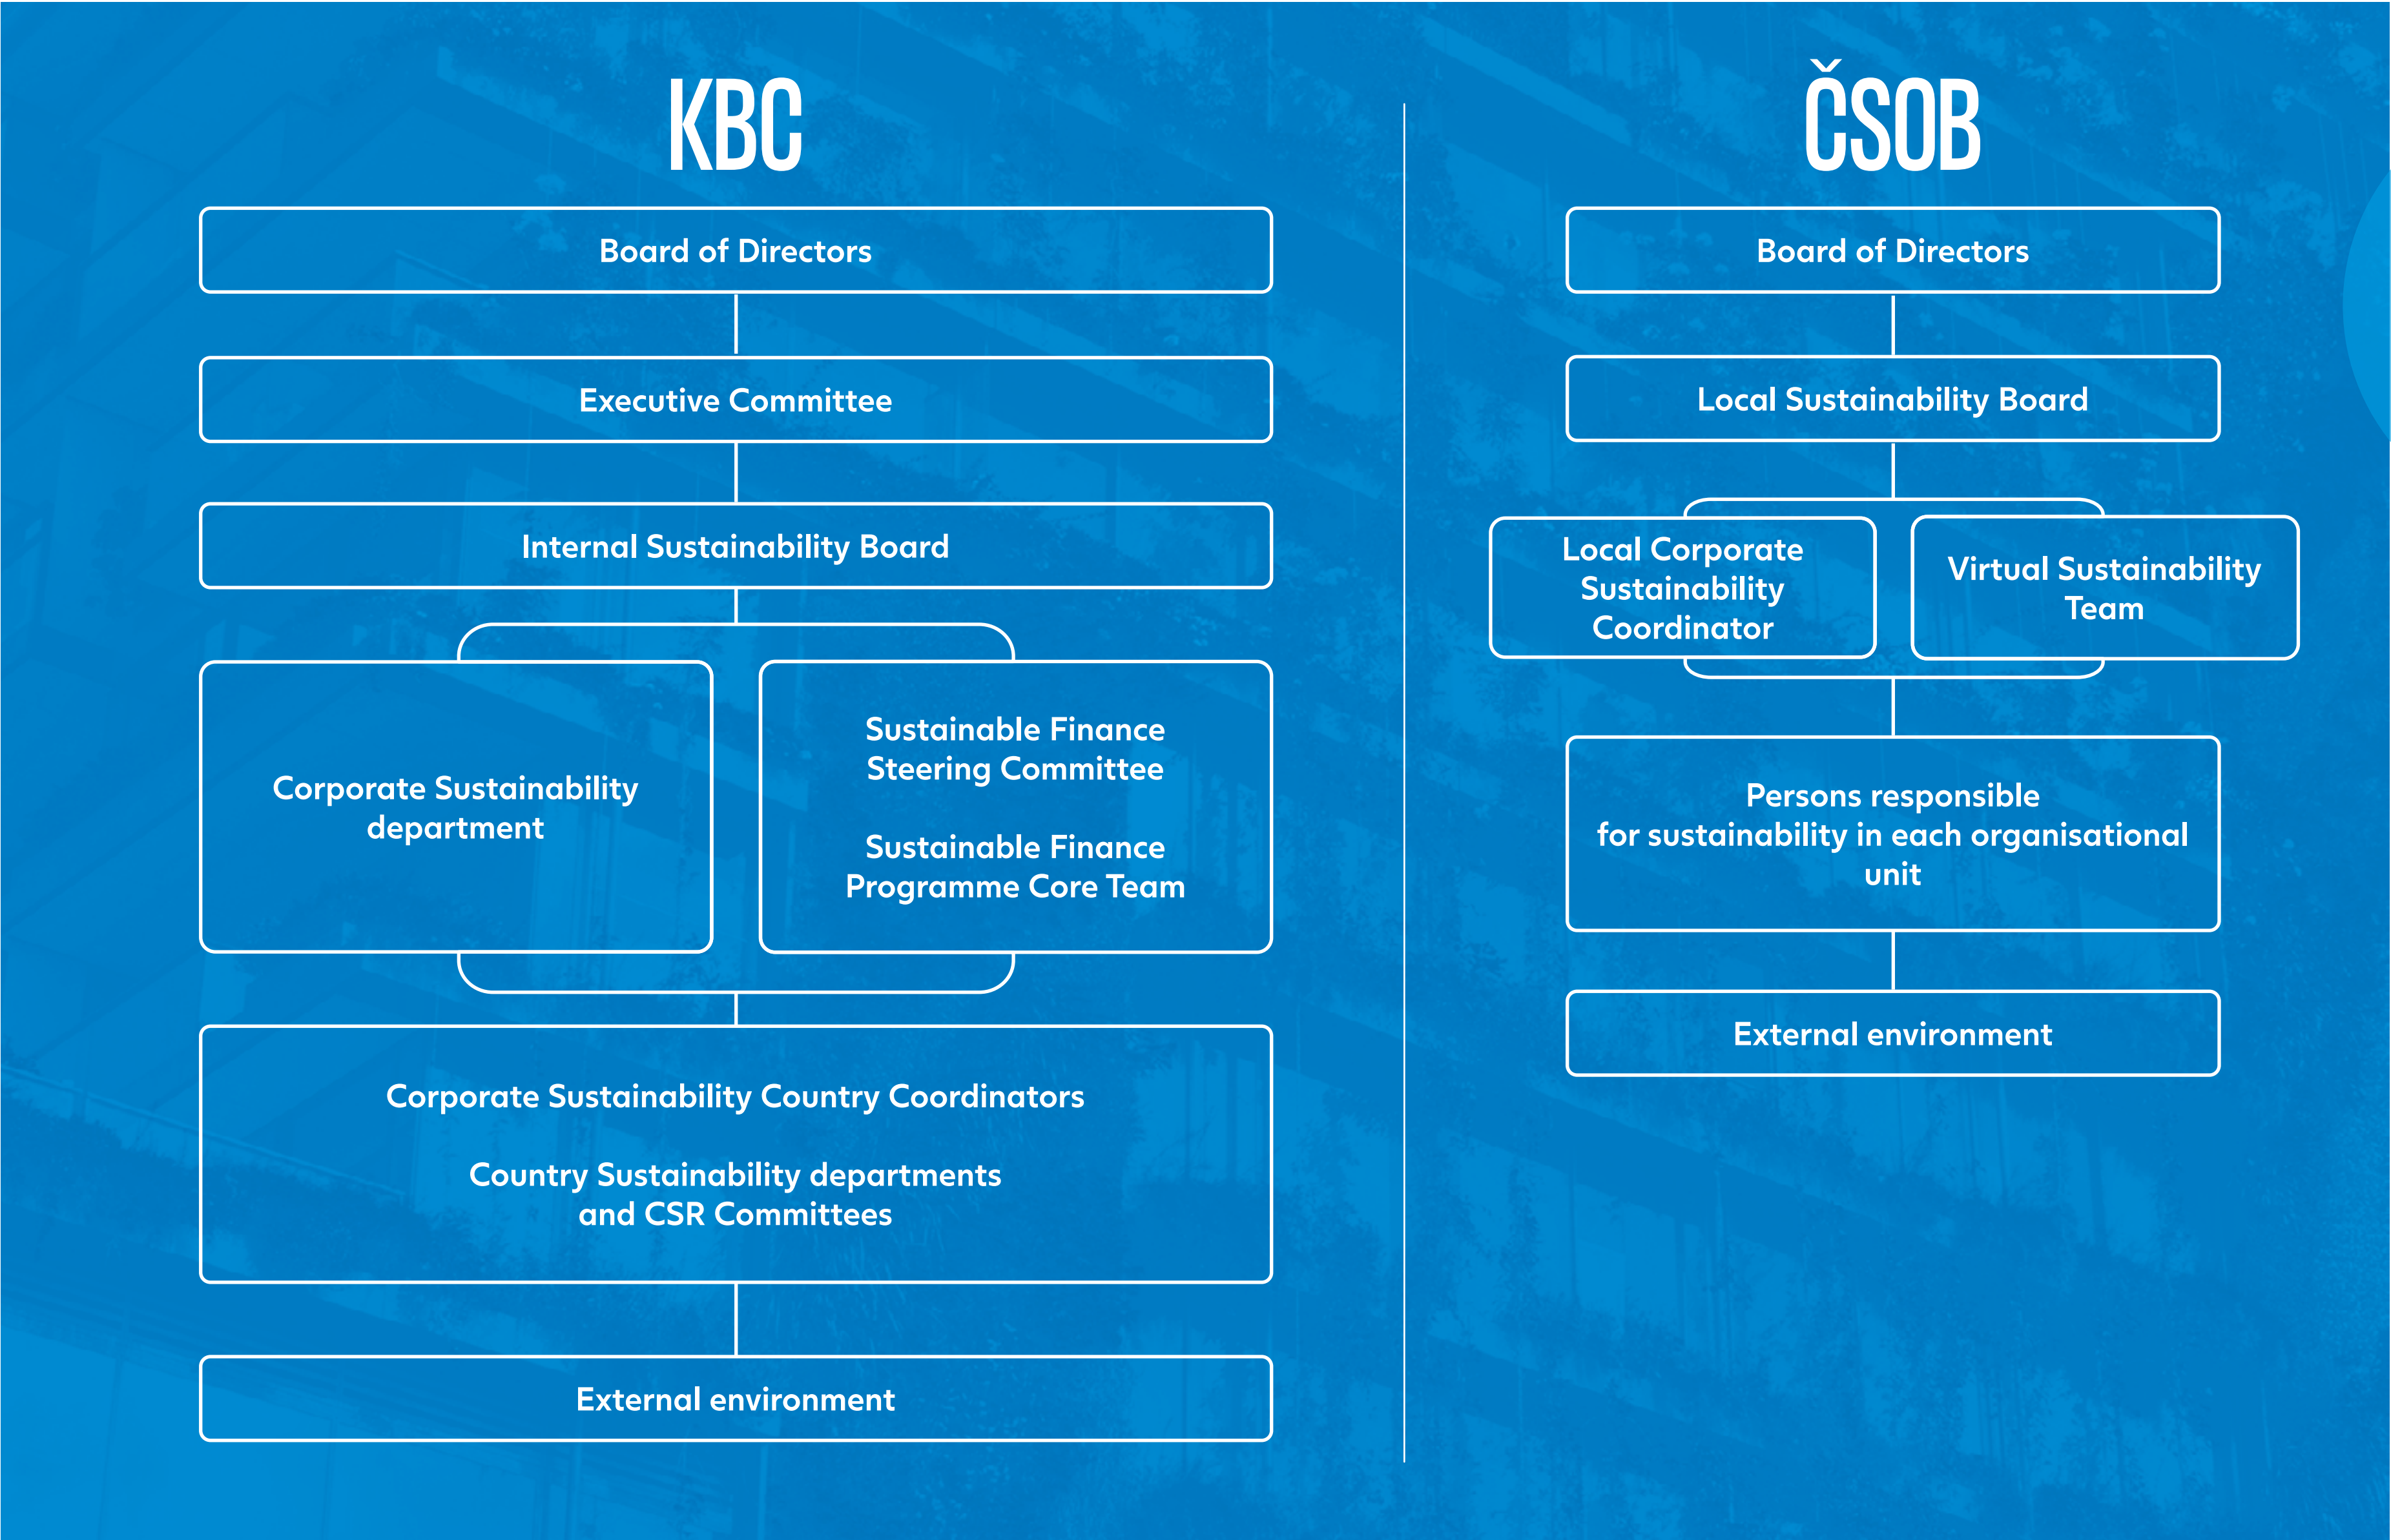 KBC
Board of Directors
Executive Committee
Internal Sustainability Board
Corporate Sustainability
department
Sustainable Finance
Steering Committee
Sustainable Finance
Programme Core Team
Corporate Sustainability Country Coordinators
Country Sustainability departments
and CSR Committees
External environment
ČSOB
Board of Directors
Local Sustainability Board
Local Corporate
Sustainability
Coordinator
Virtual Sustainability
Team
Persons responsible
for sustainability in each organisational
unit
External environment